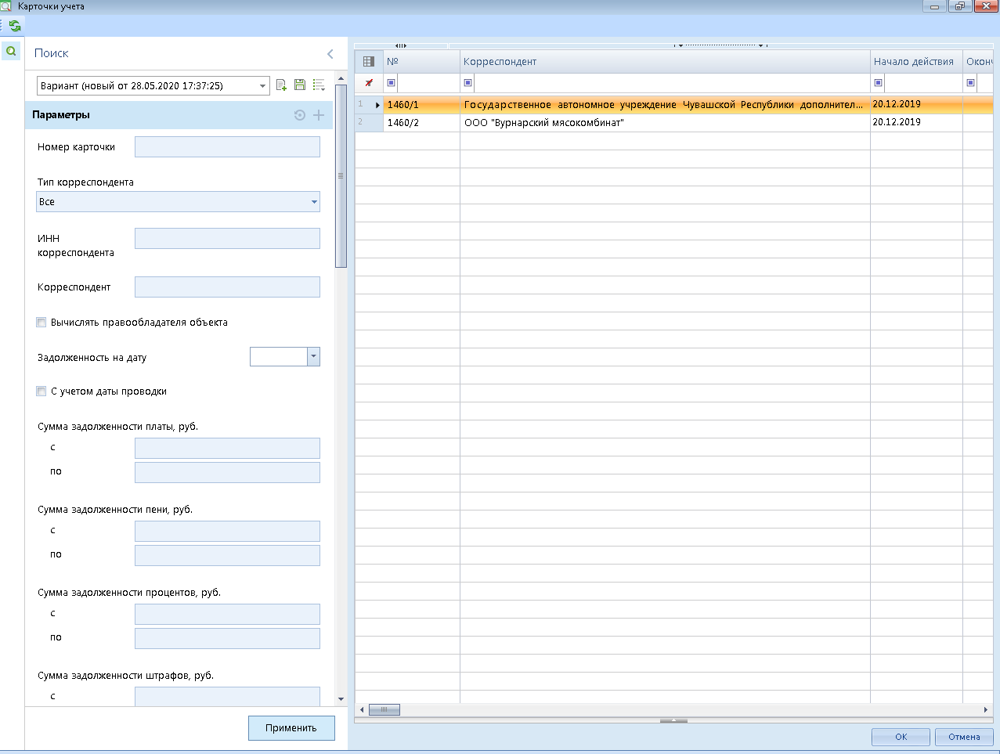 Карточки учета
Поиск
Вариант (новый от 28.05.2020 17:37:25)
Параметры
Номер карточки
Тип корреспондента
Все
ИНН
корреспондента
Корреспондент
Вычислять правообладателя объекта
Задолженность на дату
С учетом даты проводки
Сумма задолженности платы, руб.
с
по
Сумма задолженности пени, руб.
с
по
Сумма задолженности процентов, руб.
с
по
Сумма задолженности штрафов, руб.
с
Применить
№ Корреспондент Начало действия Оконч
1 1460/1 Государственное автономное учреждение Чувашской Республики дополнител... 20.12.2019
2 1460/2 ООО "Вурнарский мясокомбинат" 20.12.2019
ОК Отмена